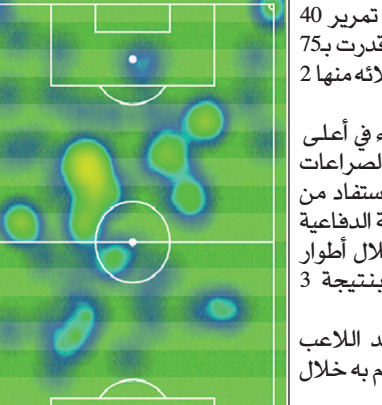 تمرير 40
قدرت بـ75
لائه منها 2
ء في أعلى
لصراعات
ستفاد من
ة الدفاعية
لال أطوار
بنتيجة 3
د اللاعب
م به خلال